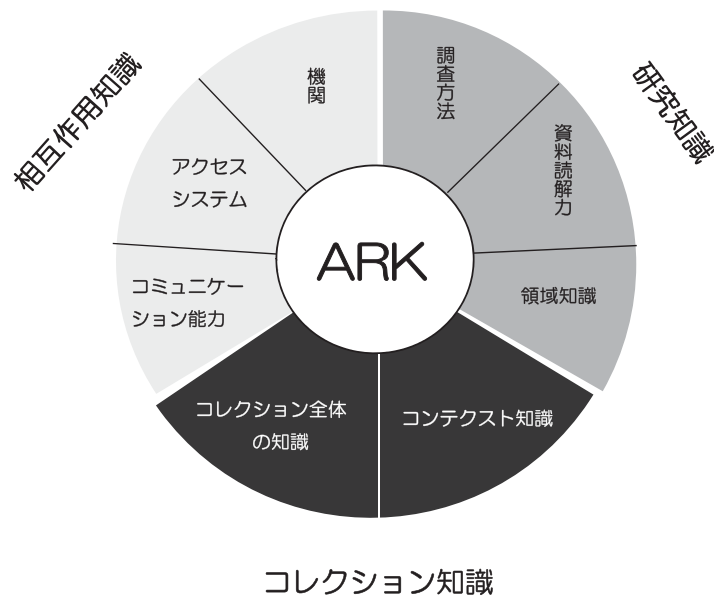 相互作用知識
機関
アクセス
システム
コミュニケー
ション能力
研究知識
調査方法
資料読解力
領域知識
ARK
コレクション全体
の知識
コンテクスト知識
コレクション知識